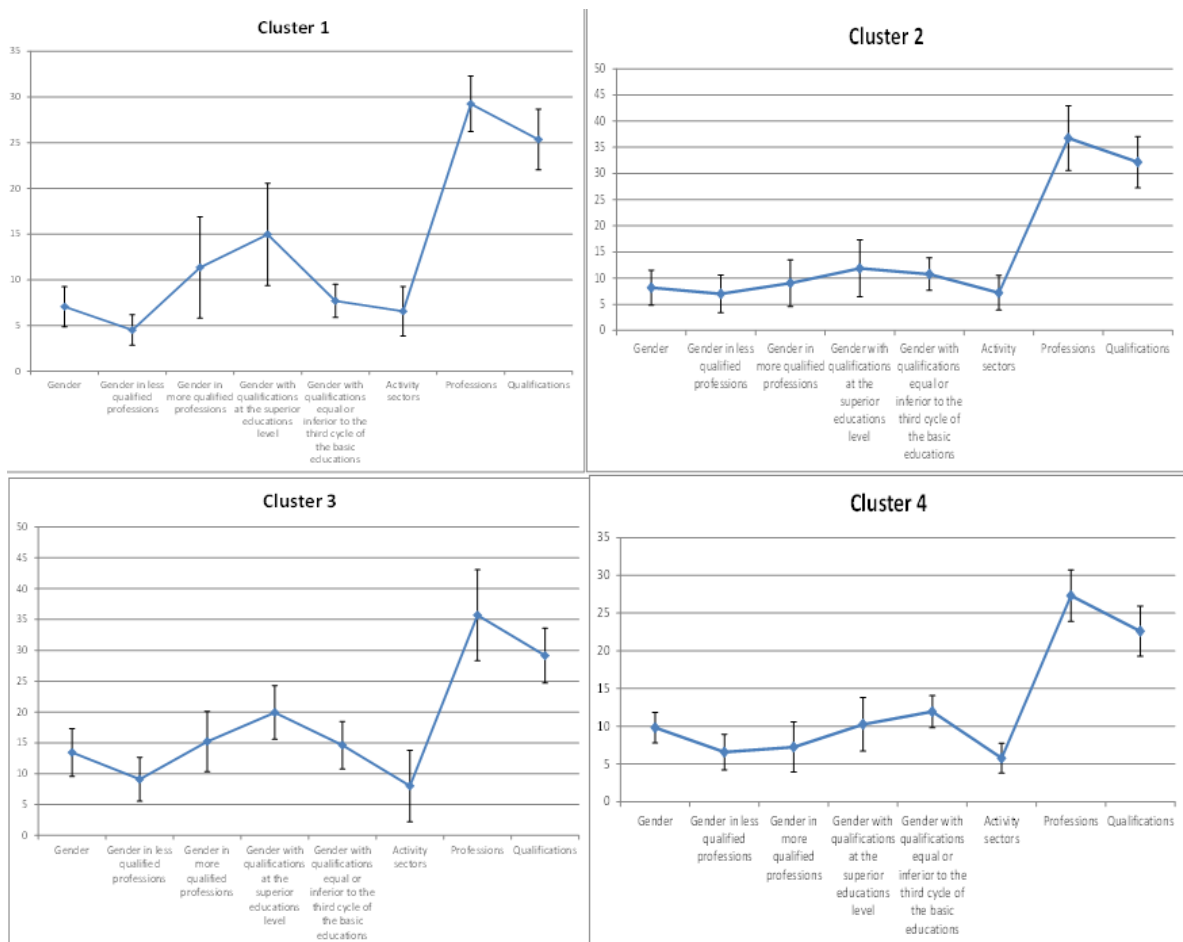 Cluster 1
35
30
25
20
15
10
5
0
Gender
Gender in less
qualified
professions
Gender in
more qualified
professions
Gender with
qualifications
at the superior
educations
level
Gender with
qualifications
equal or
inferior to the
third cycle of
the basic
educations
Activity
sectors
Professions
Qualifications
Cluster 2
50
45
40
35
30
25
20
15
10
5
0
Gender
Gender in less
qualified
professions
Gender in
more qualified
professions
Gender with
qualifications
at the
superior
educations
level
Gender with
qualifications
equal or
inferior to the
third cycle of
the basic
educations
Activity
sectors
Professions
Qualifications
Cluster 3
50
45
40
35
30
25
20
15
10
5
0
Gender
Gender in less
qualified
professions
Gender in
more
qualified
professions
Gender with
qualifications
at the
superior
educations
level
Gender with
qualifications
equal or
inferior to the
third cycle of
the basic
educations
Activity
sectors
Professions
Qualifications
Cluster 4
35
30
25
20
15
10
5
0
Gender
Gender in less
qualified
professions
Gender in
more
qualified
professions
Gender with
qualifications
at the
superior
educations
level
Gender with
qualifications
equal or
inferior to the
third cycle of
the basic
educations
Activity
sectors
Professions
Qualifications